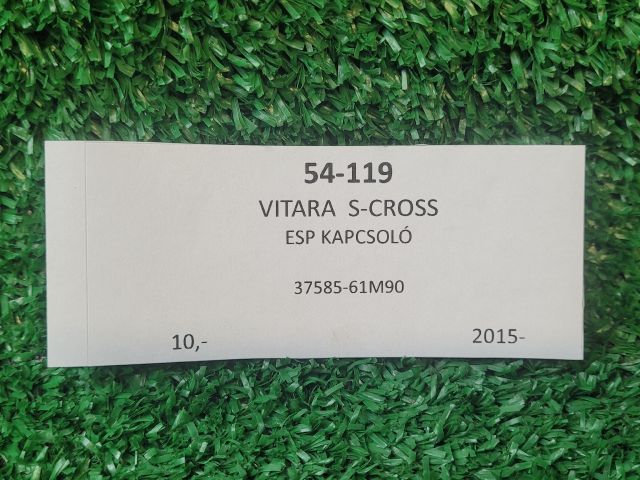 54-119
VITARA S-CROSS
ESP KAPCSOLÓ
37585-61M90
10,- 2015-